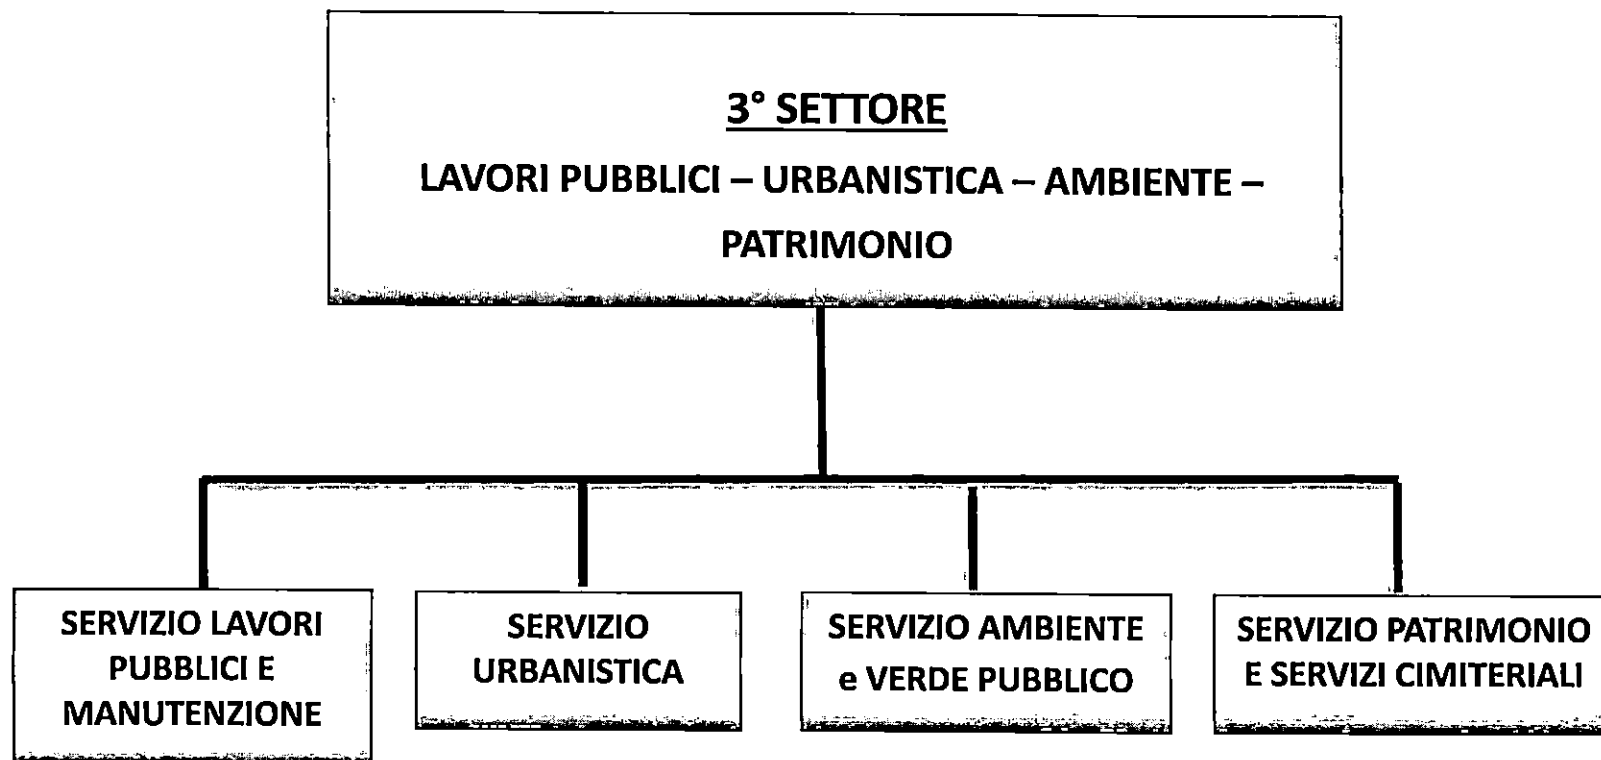 3° SETTORE
LAVORI PUBBLICI – URBANISTICA – AMBIENTE –
PATRIMONIO
SERVIZIO LAVORI
PUBBLICI E
MANUTENZIONE
SERVIZIO
URBANISTICA
SERVIZIO AMBIENTE
e VERDE PUBBLICO
SERVIZIO PATRIMONIO
E SERVIZI CIMITERIALI